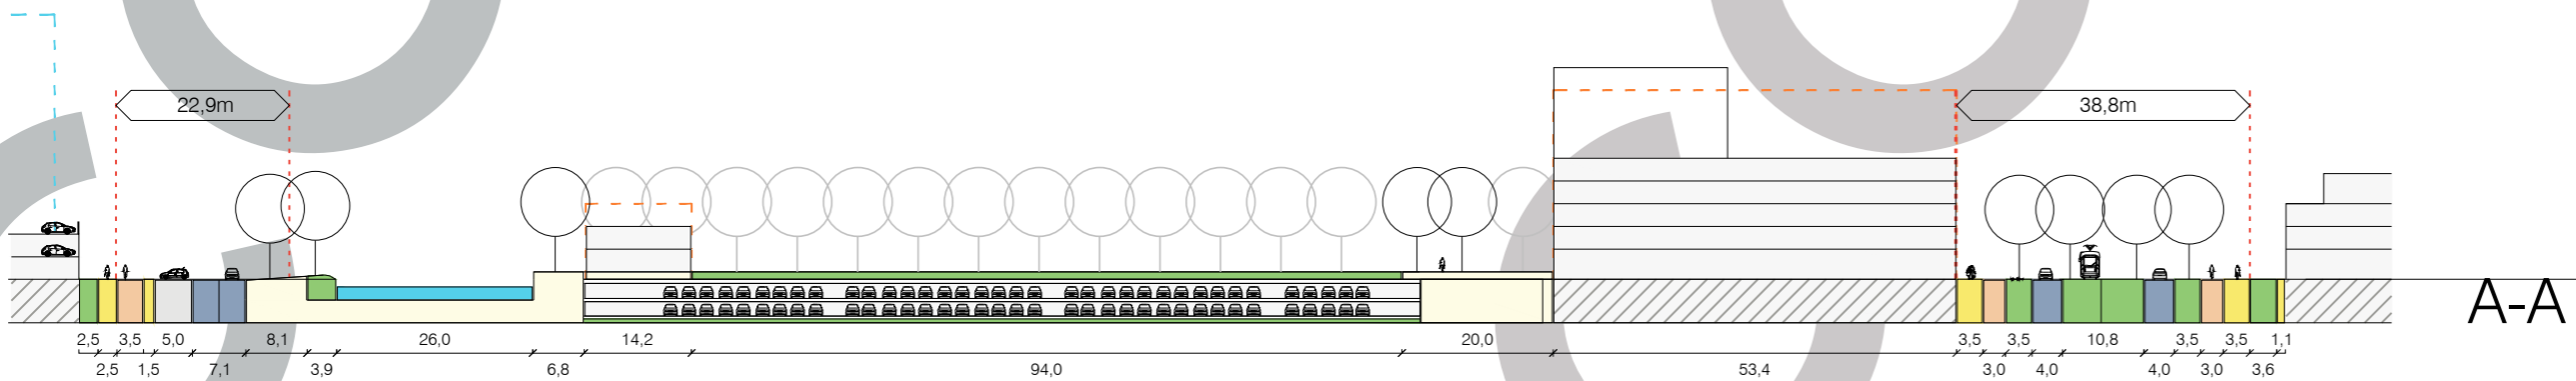 22,9m
38,8m
A-A
2,5 3,5 5,0 8,1 26,0 14,2 20,0 3,5 3,5 10,8 3,5 3,5 1,1
2,5 1,5 7,1 3,9 6,8 94,0 53,4 3,0 4,0 4,0 3,0 3,6